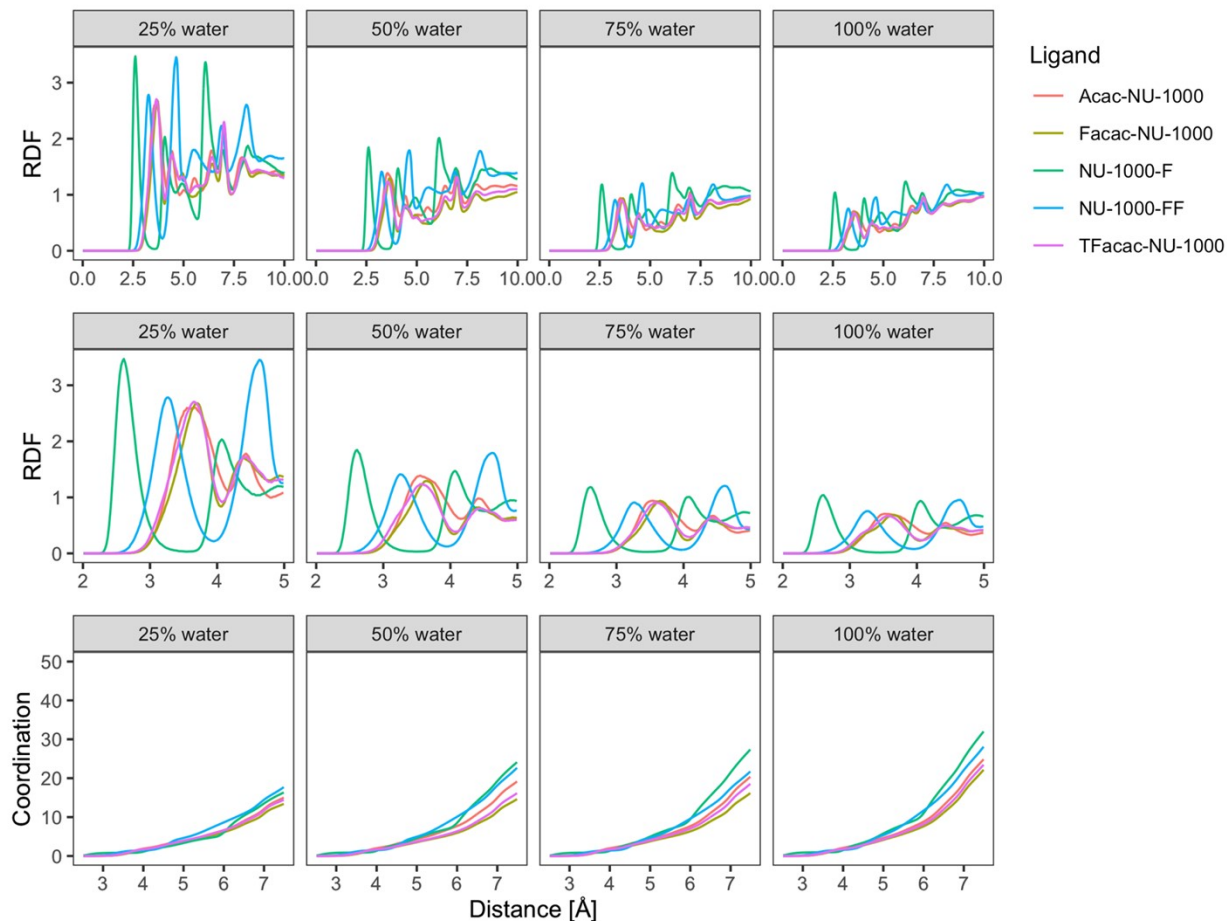 25% water 50% water 75% water 100% water
RDF
3
2
1
0
0.0 2.5 5.0 7.5 10.0 0.0 2.5 5.0 7.5 10.0 0.0 2.5 5.0 7.5 10.0 0.0 2.5 5.0 7.5 10.0
Ligand
Acac-NU-1000
Facac-NU-1000
NU-1000-F
NU-1000-FF
TFacac-NU-1000
25% water 50% water 75% water 100% water
RDF
3
2
1
0
2 3 4 5 2 3 4 5 2 3 4 5 2 3 4 5
25% water 50% water 75% water 100% water
Coordination
50
40
30
20
10
0
3 4 5 6 7 3 4 5 6 7 3 4 5 6 7 3 4 5 6 7
Distance [Å]